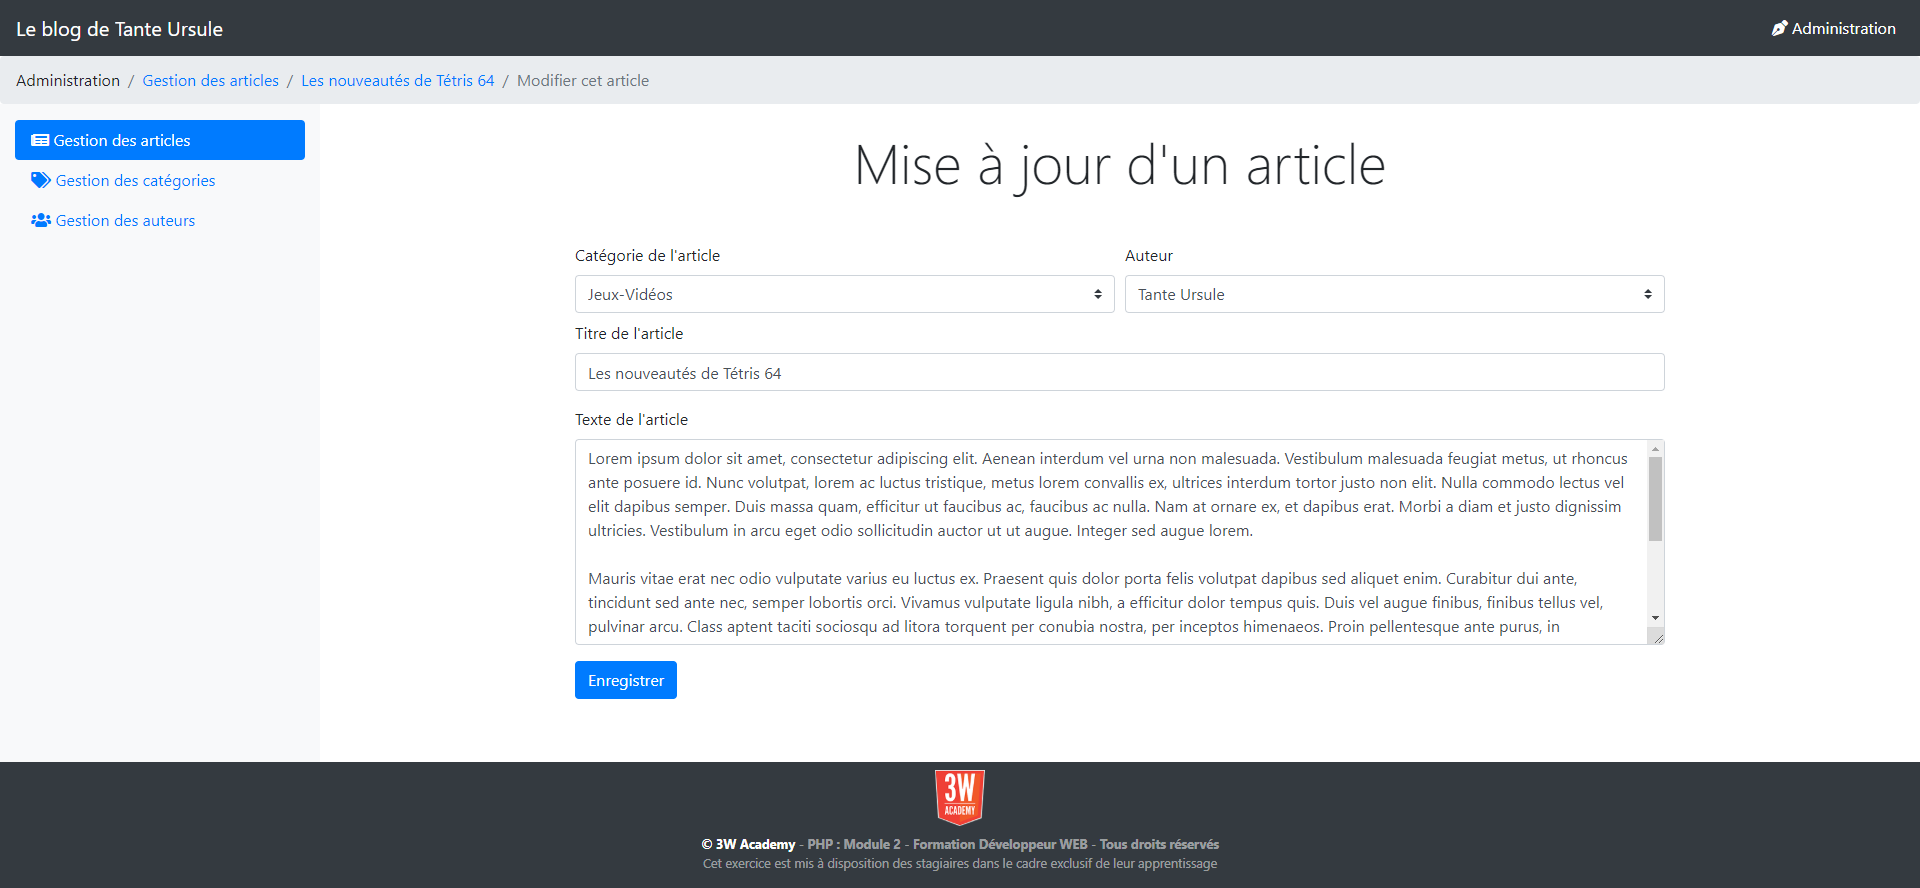 Le blog de Tante Ursule
Administration
Administration / Gestion des articles / Les nouveautés de Tétris 64 / Modifier cet article
Gestion des articles
Gestion des catégories
Gestion des auteurs
Mise à jour d'un article
Catégorie de l'article
Auteur
Jeux-Vidéos
Tante Ursule
Titre de l'article
Les nouveautés de Tétris 64
Texte de l'article
Lorem ipsum dolor sit amet, consectetur adipiscing elit. Aenean interdum vel urna non malesuada. Vestibulum malesuada feugiat metus, ut rhoncus
ante posuere id. Nunc volutpat, lorem ac luctus tristique, metus lorem convallis ex, ultrices interdum tortor justo non elit. Nulla commodo lectus vel
elit dapibus semper. Duis massa quam, efficitur ut faucibus ac, faucibus ac nulla. Nam at ornare ex, et dapibus erat. Morbi a diam et justo dignissim
ultricies. Vestibulum in arcu eget odio sollicitudin auctor ut ut augue. Integer sed augue lorem.
Mauris vitae erat nec odio vulputate varius eu luctus ex. Praesent quis dolor porta felis volutpat dapibus sed aliquet enim. Curabitur dui ante,
tincidunt sed ante nec, semper lobortis orci. Vivamus vulputate ligula nibh, a efficitur dolor tempus quis. Duis vel augue finibus, finibus tellus vel,
pulvinar arcu. Class aptent taciti sociosqu ad litora torquent per conubia nostra, per inceptos himenaeos. Proin pellentesque ante purus, in
Enregistrer
3W
ACADEMY
© 3W Academy - PHP : Module 2 - Formation Développeur WEB - Tous droits réservés
Cet exercice est mis à disposition des stagiaires dans le cadre exclusif de leur apprentissage